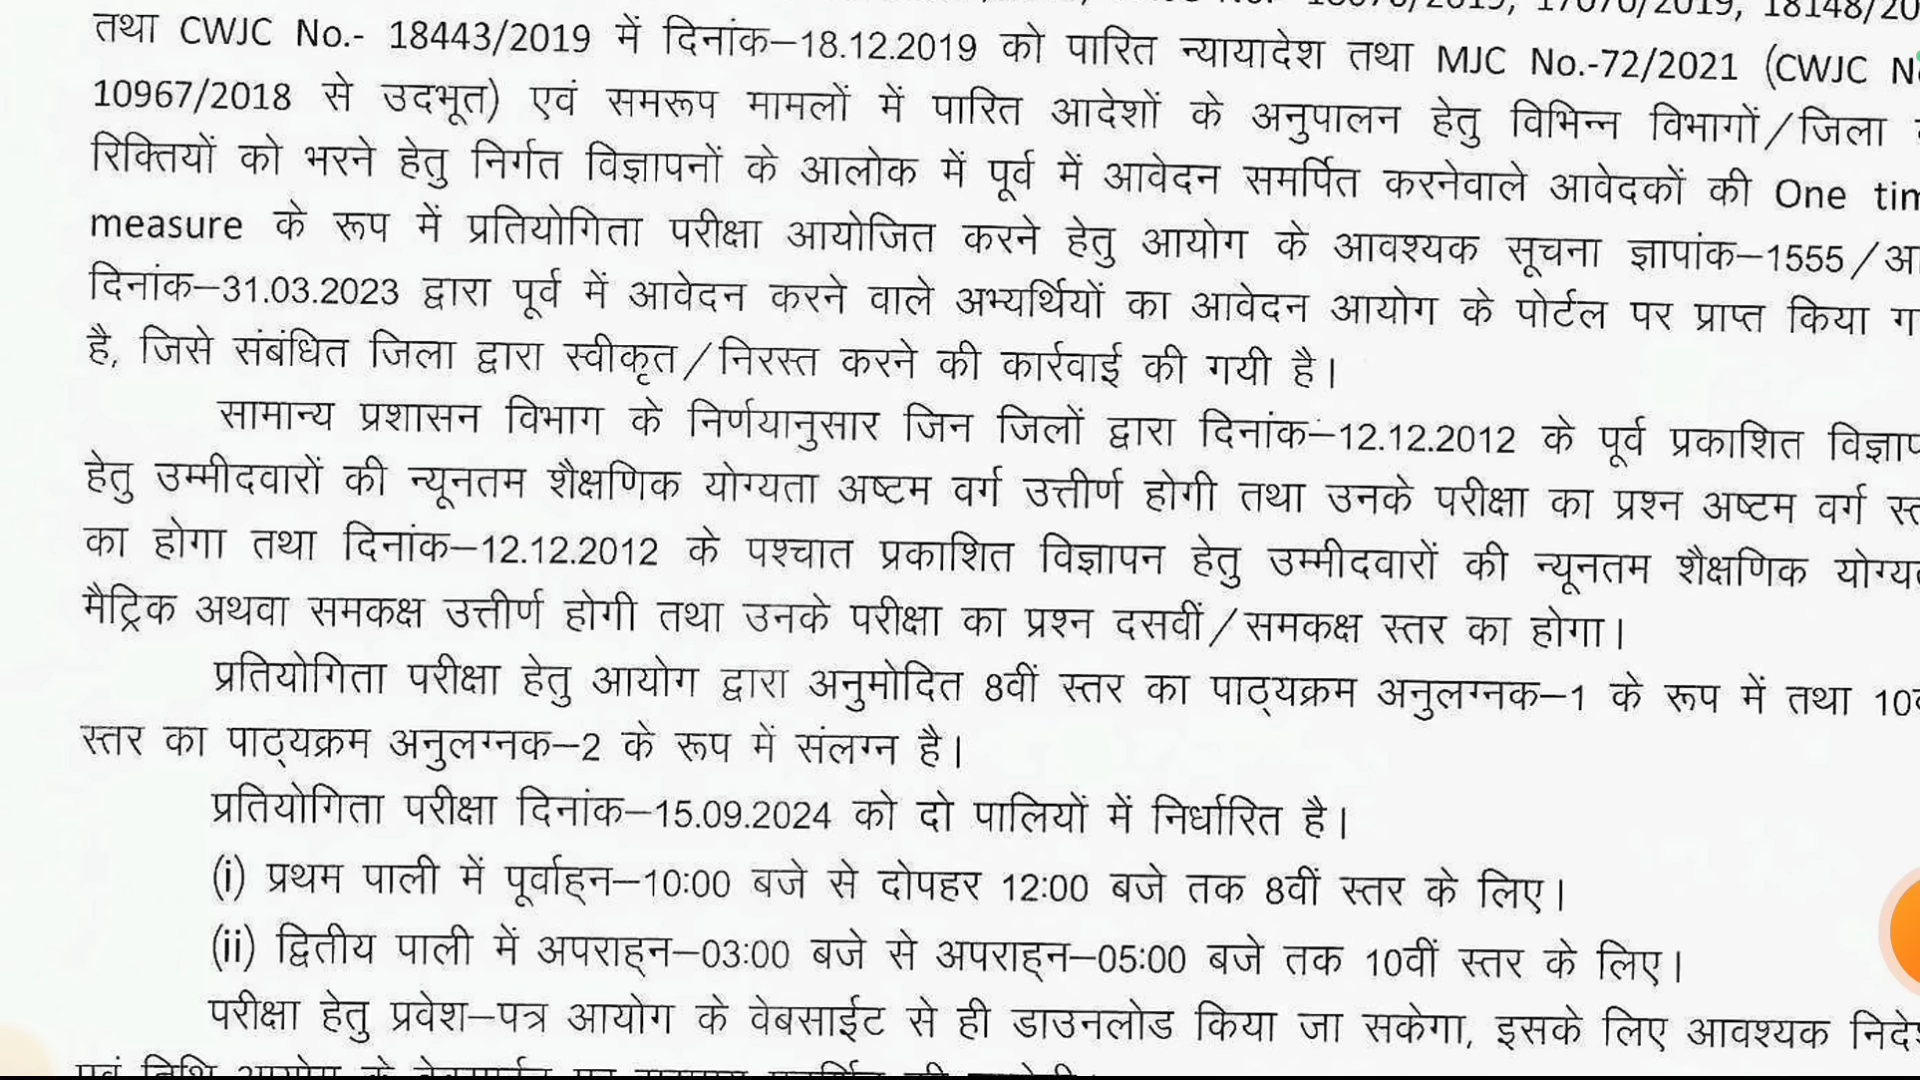 तथा CWJC No.- 18443/2019 में दिनांक–18.12.2019 को पारित न्यायादेश तथा MJC No.-72/2021 (CWJC
10967/2018 से उदभूत) एवं समरूप मामलों में पारित आदेशों के अनुपालन हेतु विभिन्न विभागों/जिला
रिक्तियों को भरने हेतु निर्गत विज्ञापनों के आलोक में पूर्व में आवेदन समर्पित करनेवाले आवेदकों की One
measure के रूप में प्रतियोगिता परीक्षा आयोजित करने हेतु आयोग के आवश्यक सूचना ज्ञापांक–1555/
दिनांक–31.03.2023 द्वारा पूर्व में आवेदन करने वाले अभ्यर्थियों का आवेदन आयोग के पोर्टल पर प्राप्त किया
है, जिसे संबंधित जिला द्वारा स्वीकृत/निरस्त करने की कार्रवाई की गयी है।
सामान्य प्रशासन विभाग के निर्णयानुसार जिन जिलों द्वारा दिनांक–12.12.2012 के पूर्व प्रकाशित
हेतु उम्मीदवारों की न्यूनतम शैक्षणिक योग्यता अष्टम वर्ग उत्तीर्ण होगी तथा उनके परीक्षा का प्रश्न अष्टम वर्ग
का होगा तथा दिनांक–12.12.2012 के पश्चात प्रकाशित विज्ञापन हेतु उम्मीदवारों की न्यूनतम शैक्षणिक
मैट्रिक अथवा समकक्ष उत्तीर्ण होगी तथा उनके परीक्षा का प्रश्न दसवीं/समकक्ष स्तर का होगा।
प्रतियोगिता परीक्षा हेतु आयोग द्वारा अनुमोदित 8वीं स्तर का पाठ्यक्रम अनुलग्नक–1 के रूप में तथा
स्तर का पाठ्यक्रम अनुलग्नक–2 के रूप में संलग्न है।
प्रतियोगिता परीक्षा दिनांक–15.09.2024 को दो पालियों में निर्धारित है।
(i) प्रथम पाली में पूर्वाह्न–10:00 बजे से दोपहर 12:00 बजे तक 8वीं स्तर के लिए।
(ii) द्वितीय पाली में अपराह्न–03:00 बजे से अपराह्न–05:00 बजे तक 10वीं स्तर के लिए।
परीक्षा हेतु प्रवेश–पत्र आयोग के वेबसाईट से ही डाउनलोड किया जा सकेगा, इसके लिए आवश्यक